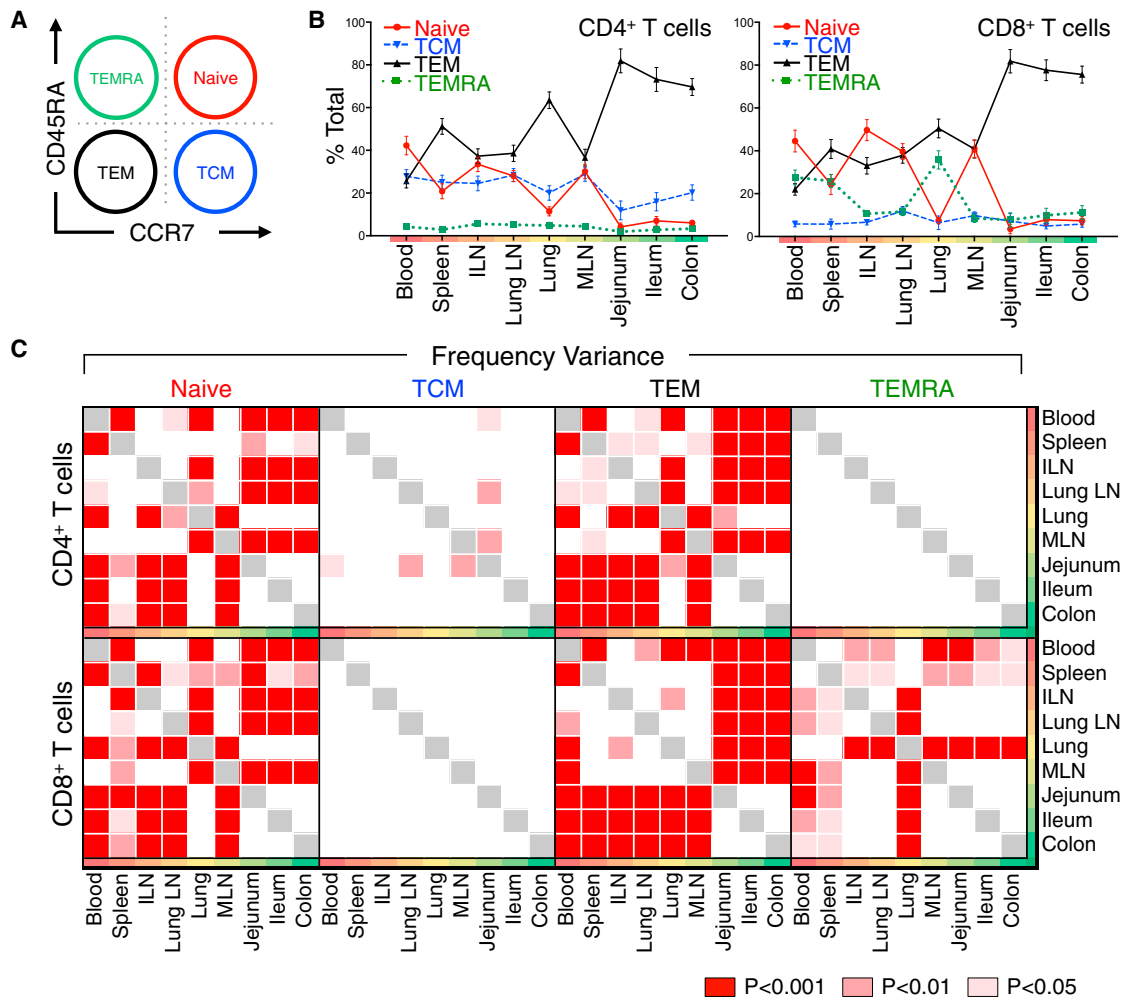 A
CD45RA
TEMRA
Naive
TEM
TCM
CCR7
B
CD4+ T cells
Naive
TCM
TEM
TEMRA
% Total
100
80
60
40
20
0
Blood
Spleen
ILN
Lung LN
Lung
MLN
Jejunum
Ileum
Colon
CD8+ T cells
Naive
TCM
TEM
TEMRA
100
80
60
40
20
0
Blood
Spleen
ILN
Lung LN
Lung
MLN
Jejunum
Ileum
Colon
C
Frequency Variance
Naive TCM TEM TEMRA
CD4+ T cells
Blood
Spleen
ILN
Lung LN
Lung
MLN
Jejunum
Ileum
Colon
CD8+ T cells
Blood
Spleen
ILN
Lung LN
Lung
MLN
Jejunum
Ileum
Colon
Blood Spleen ILN Lung LN Lung MLN Jejunum Ileum Colon Blood Spleen ILN Lung LN Lung MLN Jejunum Ileum Colon Blood Spleen ILN Lung LN Lung MLN Jejunum Ileum Colon Blood Spleen ILN Lung LN Lung MLN Jejunum Ileum Colon
P<0.001 P<0.01 P<0.05